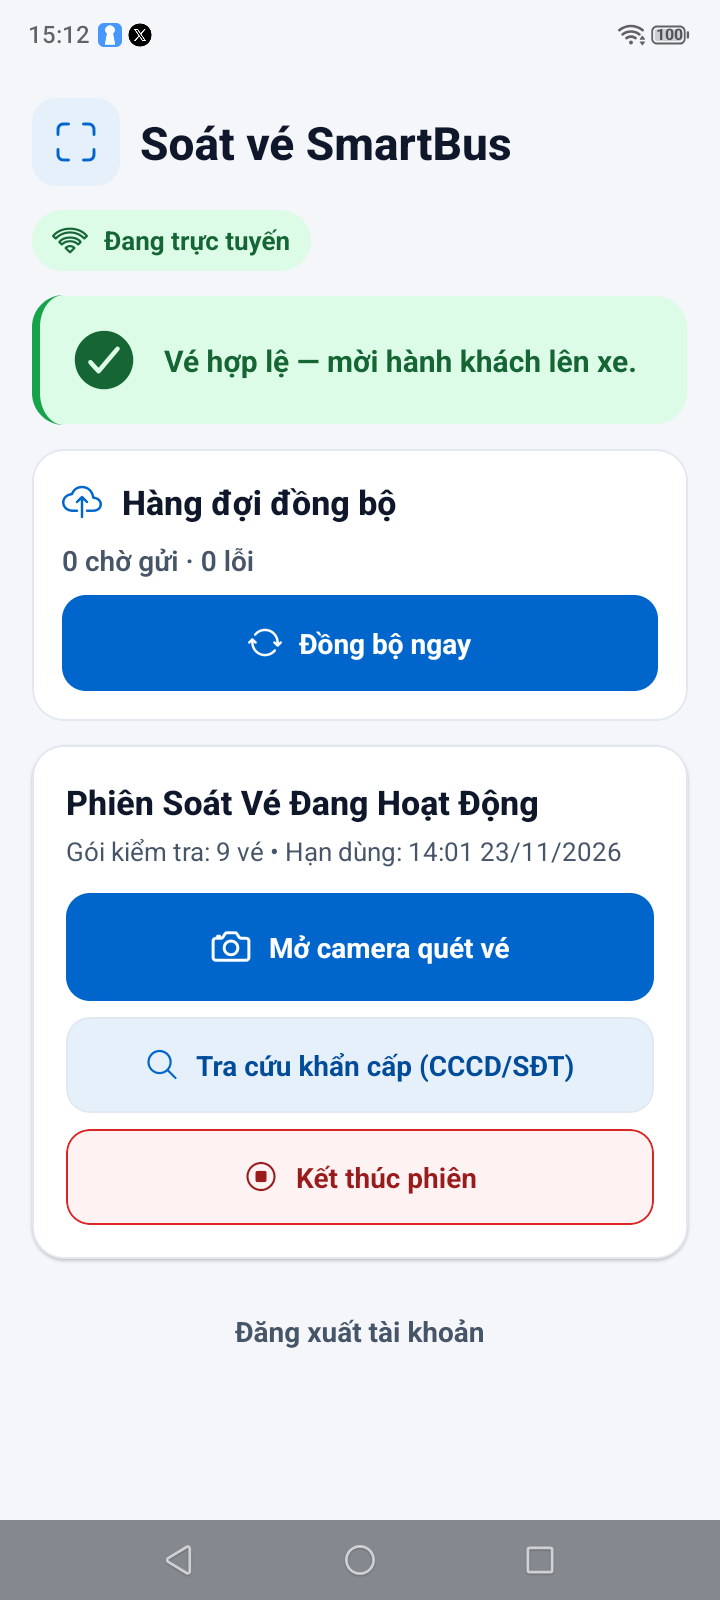 15:12
100
Soát vé SmartBus
Đang trực tuyến
Vé hợp lệ — mời hành khách lên xe.
Hàng đợi đồng bộ
0 chờ gửi · 0 lỗi
Đồng bộ ngay
Phiên Soát Vé Đang Hoạt Động
Gói kiểm tra: 9 vé • Hạn dùng: 14:01 23/11/2026
Mở camera quét vé
Tra cứu khẩn cấp (CCCD/SĐT)
Kết thúc phiên
Đăng xuất tài khoản